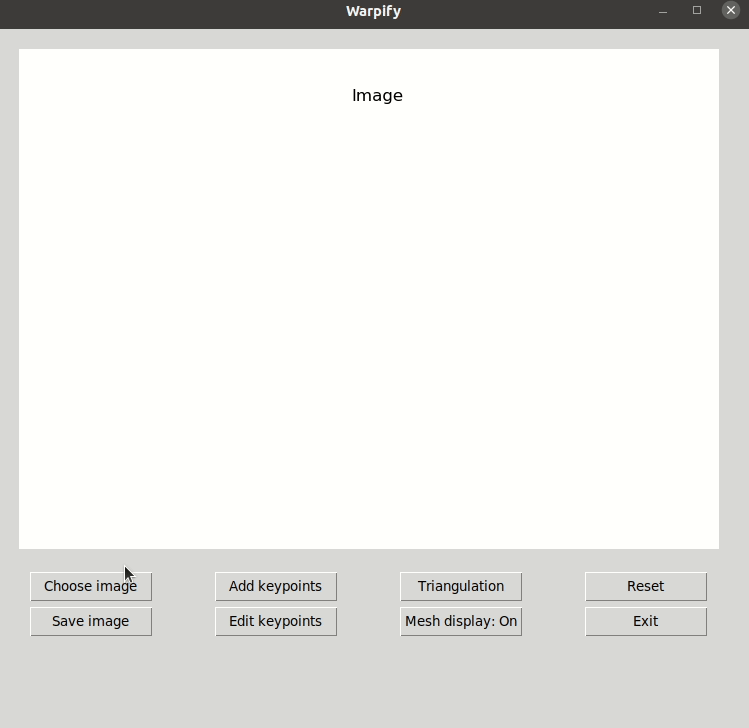 Warpify
Image
Choose image
Add keypoints
Triangulation
Reset
Save image
Edit keypoints
Mesh display: On
Exit